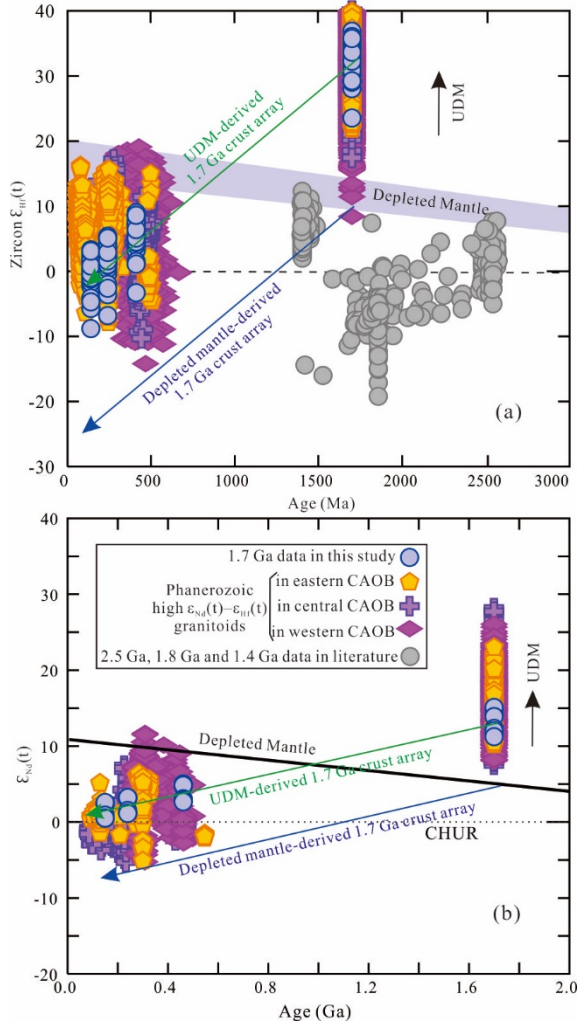 40
(a)
30
UDM-derived
1.7 Ga crust array
UDM
20
Depleted Mantle
10
Zircon εHf(t)
0
-10
Depleted mantle-derived
1.7 Ga crust array
(a)
-20
-30
0 500 1000 1500 2000 2500 3000
Age (Ma)
40
1.7 Ga data in this study
Phanerozoic
high εNd(t)−εHf(t)
granitoids
in eastern CAOB
in central CAOB
in western CAOB
2.5 Ga, 1.8 Ga and 1.4 Ga data in literature
30
20
UDM
10
Depleted Mantle
UDM-derived 1.7 Ga crust array
εNd(t)
0
CHUR
Depleted mantle-derived 1.7 Ga crust array
-10
(b)
-20
0.0 0.4 0.8 1.2 1.6 2.0
Age (Ga)